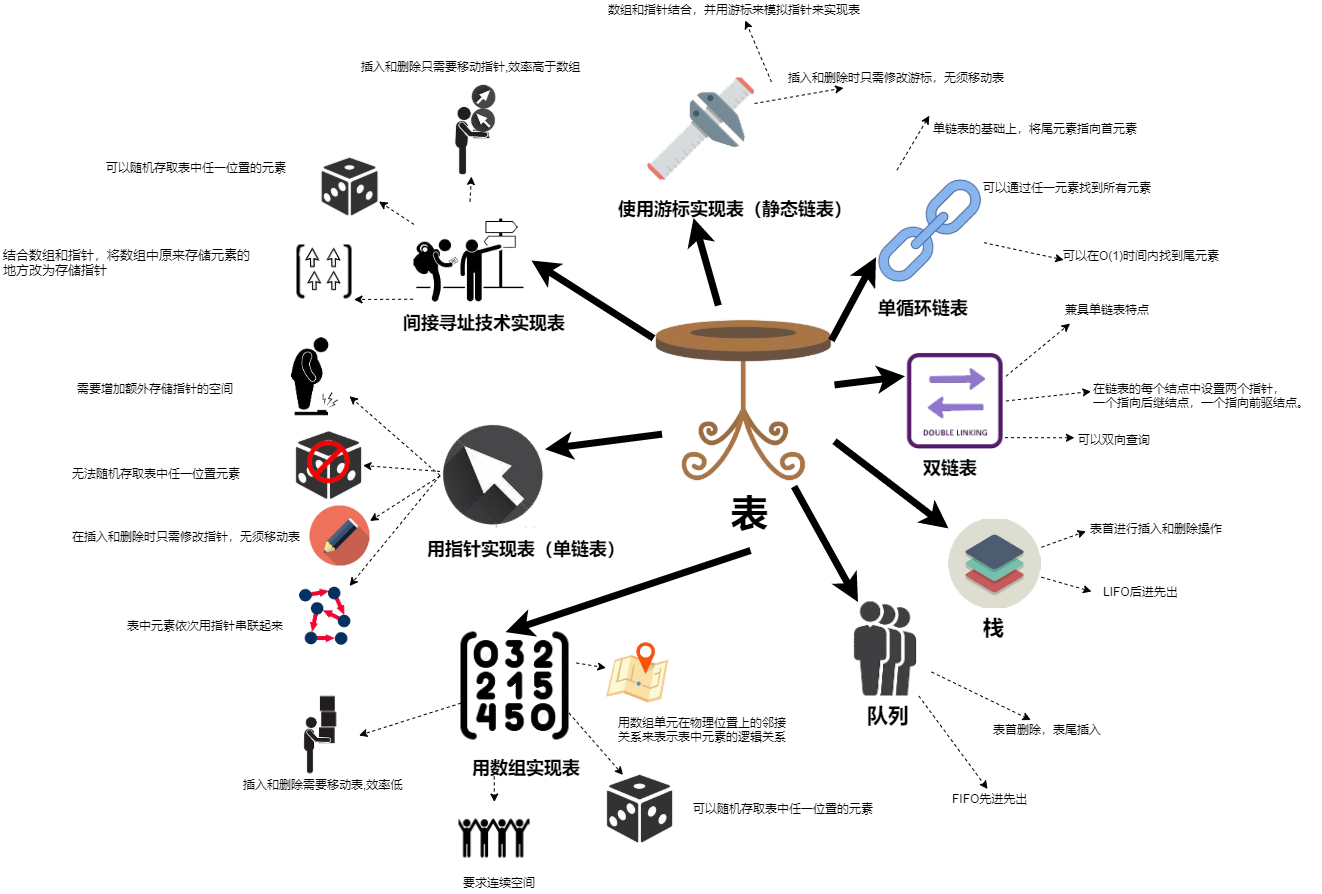 数组和指针结合，并用游标来模拟指针来实现表
插入和删除只需要移动指针,效率高于数组
插入和删除时只需修改游标，无须移动表
单链表的基础上，将尾元素指向首元素
可以随机存取表中任一位置的元素
可以通过任一元素找到所有元素
使用游标实现表（静态链表）
结合数组和指针，将数组中原来存储元素的
地方改为存储指针
可以在O(1)时间内找到尾元素
单循环链表
间接寻址技术实现表
兼具单链表特点
需要增加额外存储指针的空间
在链表的每个结点中设置两个指针，
一个指向后继结点，一个指向前驱结点。
DOUBLE LINKING
可以双向查询
双链表
无法随机存取表中任一位置元素
表
在插入和删除时只需修改指针，无须移动表
用指针实现表（单链表）
表首进行插入和删除操作
LIFO后进先出
栈
表中元素依次用指针串联起来
0 3 2
2 1 5
4 5 0
队列
用数组单元在物理位置上的邻接
关系来表示表中元素的逻辑关系
表首删除，表尾插入
用数组实现表
插入和删除需要移动表,效率低
FIFO先进先出
可以随机存取表中任一位置的元素
要求连续空间